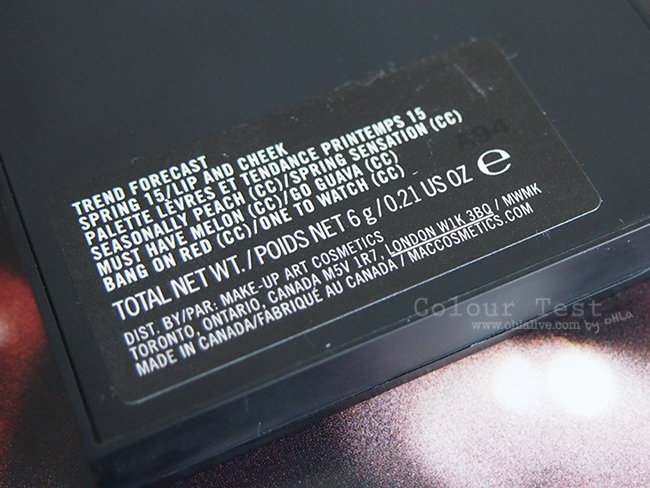 TREND FORECAST
SPRING 15/LIP AND CHEEK
PALETTE LÈVRES ET TENDANCE PRINTEMPS 15
SEASONALLY PEACH (CC)/SPRING SENSATION (CC)
MUST HAVE MELON (CC)/GO GUAVA (CC)
BANG ON RED (CC)/ONE TO WATCH (CC)
A94
TOTAL NET WT./POIDS NET 6 g/0.21 US OZ e
DIST. BY/PAR: MAKE-UP ART COSMETICS
TORONTO, ONTARIO, CANADA M5V 1R7, LONDON W1K 3BQ / MWMK
MADE IN CANADA/FABRIQUÉ AU CANADA / MACCOSMETICS.COM
Colour Test
www.ohlalive.com by oHLa